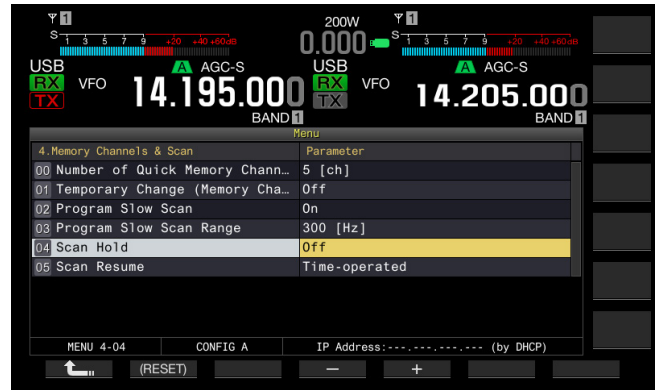 1 200W 1
S 1 3 5 7 9 +20 +40 +60dB 0.000 S 1 3 5 7 9 +20 +40 +60dB
USB A AGC-S USB A AGC-S
RX VFO 14.195.000 RX VFO 14.205.000
TX TX
BAND 1 BAND 1
Menu
4.Memory Channels & Scan Parameter
00 Number of Quick Memory Chann… 5 [ch]
01 Temporary Change (Memory Cha… Off
02 Program Slow Scan On
03 Program Slow Scan Range 300 [Hz]
04 Scan Hold Off
05 Scan Resume Time-operated
MENU 4-04 CONFIG A IP Address:---.---.---.--- (by DHCP)
(RESET) − +